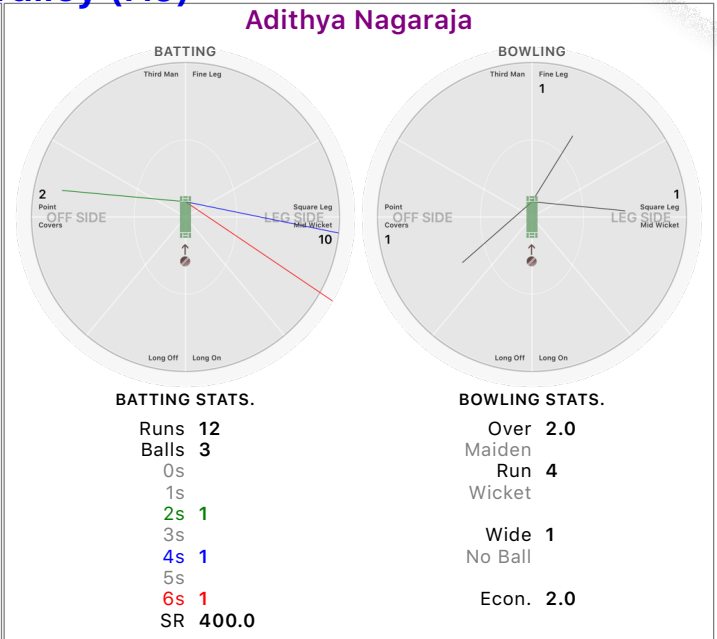 Adithya Nagaraja
BATTING
Third Man Fine Leg
2
Point
OFF SIDE
Covers
Square Leg
LEG SIDE
Mid Wicket
10
Long Off Long On
BOWLING
Third Man Fine Leg
1
1
Square Leg
LEG SIDE
Mid Wicket
Point
OFF SIDE
Covers
1
Long Off Long On
BATTING STATS.
Runs 12
Balls 3
0s
1s
2s 1
3s
4s 1
5s
6s 1
SR 400.0
BOWLING STATS.
Over 2.0
Maiden
Run 4
Wicket
Wide 1
No Ball
Econ. 2.0